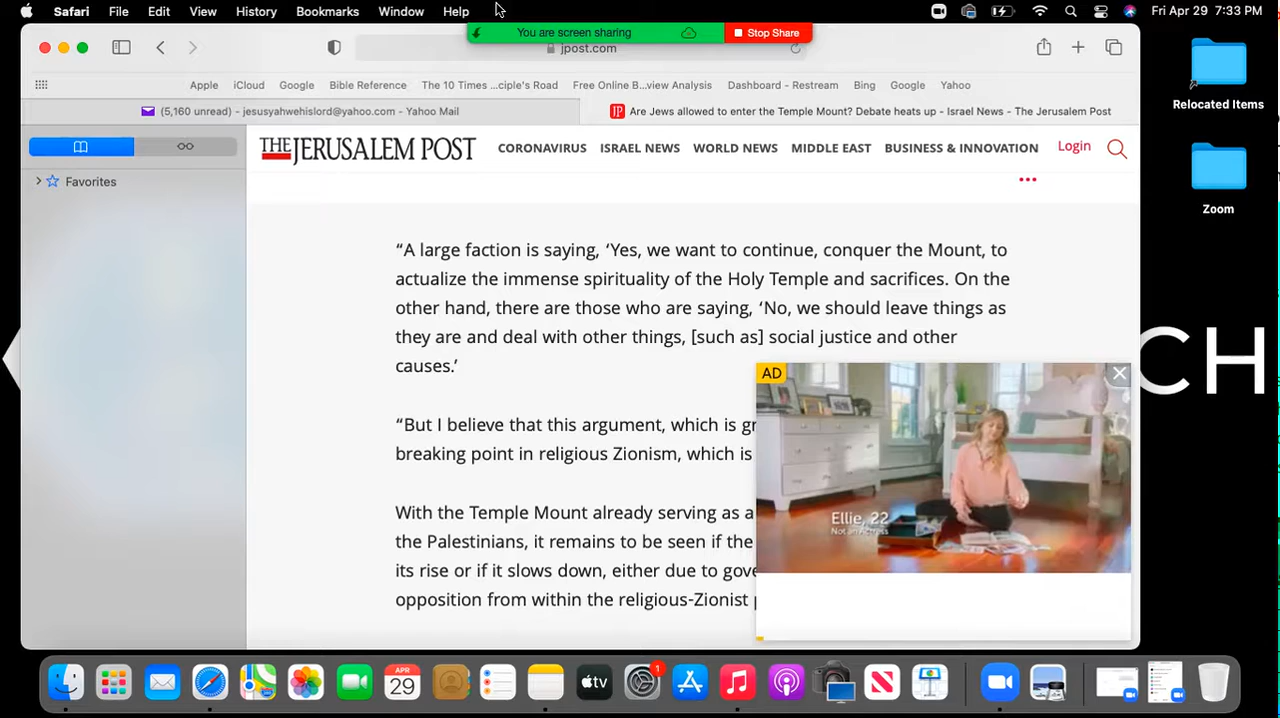 Safari File Edit View History Bookmarks Window Help Fri Apr 29 7:33 PM
You are screen sharing Stop Share
jpost.com
Apple iCloud Google Bible Reference The 10 Times ...ciple's Road Free Online B...view Analysis Dashboard - Restream Bing Google Yahoo
(5,160 unread) - jesusyahwehislord@yahoo.com - Yahoo Mail
JP Are Jews allowed to enter the Temple Mount? Debate heats up - Israel News - The Jerusalem Post
Relocated Items
Zoom
Favorites
THE JERUSALEM POST CORONAVIRUS ISRAEL NEWS WORLD NEWS MIDDLE EAST BUSINESS & INNOVATION Login
“A large faction is saying, ‘Yes, we want to continue, conquer the Mount, to
actualize the immense spirituality of the Holy Temple and sacrifices. On the
other hand, there are those who are saying, ‘No, we should leave things as
they are and deal with other things, [such as] social justice and other
causes.’
“But I believe that this argument, which is gr
breaking point in religious Zionism, which is
With the Temple Mount already serving as a
the Palestinians, it remains to be seen if the
its rise or if it slows down, either due to gove
opposition from within the religious-Zionist p
AD
Ellie, 22
Not an Actress
CH
APR
29
tv
1